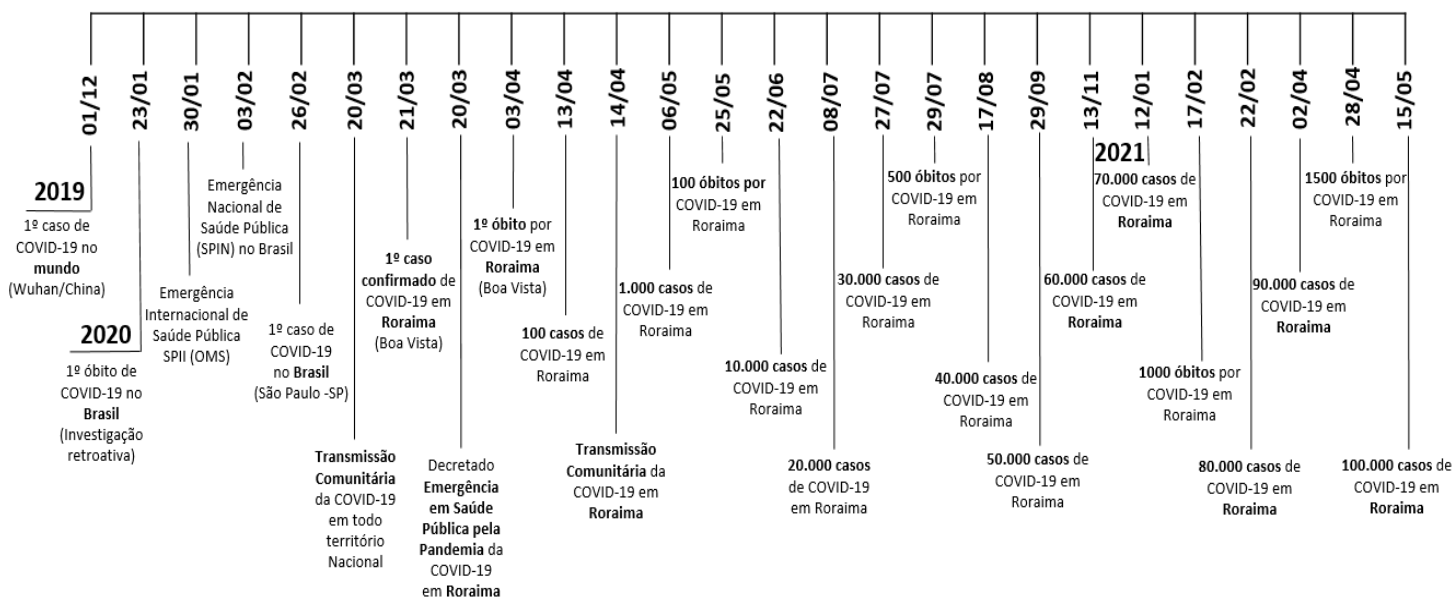 01/12
23/01
30/01
03/02
26/02
20/03
21/03
20/03
03/04
13/04
14/04
06/05
25/05
22/06
08/07
27/07
29/07
17/08
29/09
13/11
12/01
17/02
22/02
02/04
28/04
15/05
2019
1º caso de
COVID-19 no
mundo
(Wuhan/China)
2020
1º óbito de
COVID-19 no
Brasil
(Investigação
retroativa)
Emergência
Internacional de
Saúde Pública
SPII (OMS)
Emergência
Nacional de
Saúde Pública
(SPIN) no Brasil
1º caso de
COVID-19
no Brasil
(São Paulo -SP)
Transmissão
Comunitária
da COVID-19
em todo
território
Nacional
1º caso
confirmado de
COVID-19 em
Roraima
(Boa Vista)
Decretado
Emergência
em Saúde
Pública pela
Pandemia da
COVID-19
em Roraima
1º óbito por
COVID-19 em
Roraima
(Boa Vista)
100 casos de
COVID-19 em
Roraima
Transmissão
Comunitária da
COVID-19 em
Roraima
1.000 casos de
COVID-19 em
Roraima
100 óbitos por
COVID-19 em
Roraima
10.000 casos de
COVID-19 em
Roraima
20.000 casos
de COVID-19
em Roraima
30.000 casos de
COVID-19 em
Roraima
500 óbitos por
COVID-19 em
Roraima
40.000 casos de
COVID-19 em
Roraima
50.000 casos de
COVID-19 em
Roraima
60.000 casos de
COVID-19 em
Roraima
2021
70.000 casos de
COVID-19 em
Roraima
1000 óbitos por
COVID-19 em
Roraima
80.000 casos de
COVID-19 em
Roraima
90.000 casos de
COVID-19 em
Roraima
1500 óbitos por
COVID-19 em
Roraima
100.000 casos de
COVID-19 em
Roraima